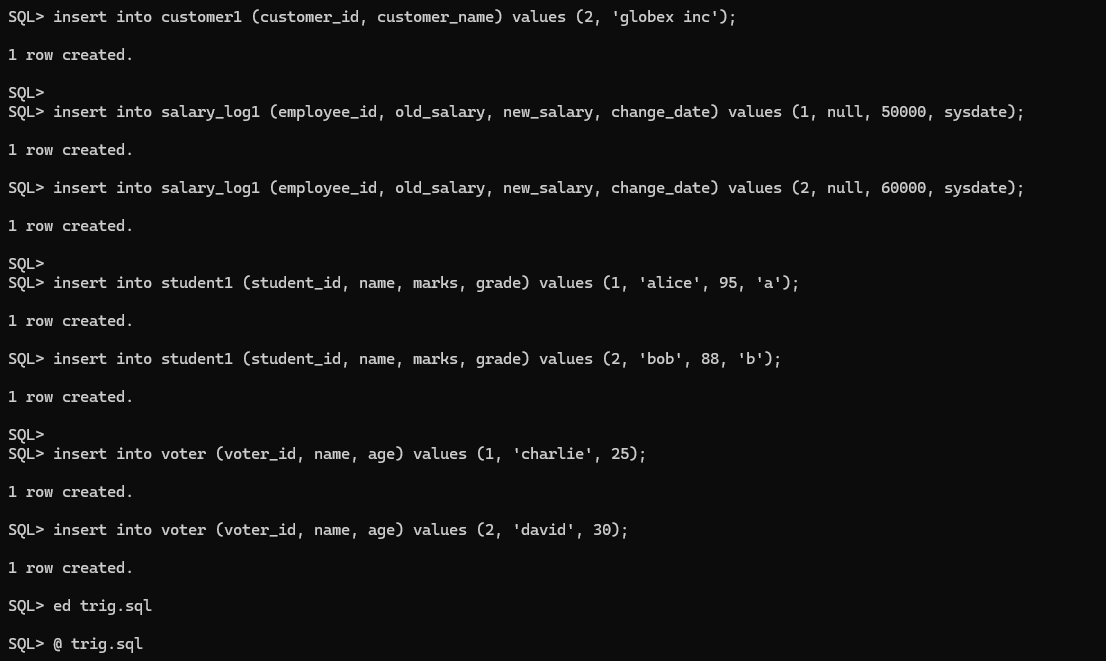 SQL> insert into customer1 (customer_id, customer_name) values (2, 'globex inc');
1 row created.
SQL>
SQL> insert into salary_log1 (employee_id, old_salary, new_salary, change_date) values (1, null, 50000, sysdate);
1 row created.
SQL> insert into salary_log1 (employee_id, old_salary, new_salary, change_date) values (2, null, 60000, sysdate);
1 row created.
SQL>
SQL> insert into student1 (student_id, name, marks, grade) values (1, 'alice', 95, 'a');
1 row created.
SQL> insert into student1 (student_id, name, marks, grade) values (2, 'bob', 88, 'b');
1 row created.
SQL>
SQL> insert into voter (voter_id, name, age) values (1, 'charlie', 25);
1 row created.
SQL> insert into voter (voter_id, name, age) values (2, 'david', 30);
1 row created.
SQL> ed trig.sql
SQL> @ trig.sql